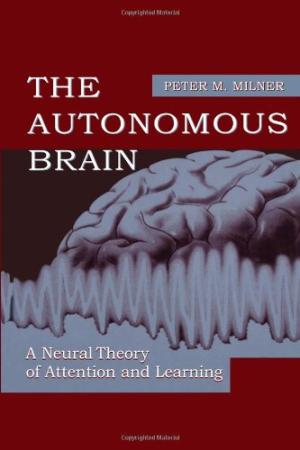 THE
PETER M. MILNER
AUTONOMOUS
BRAIN
A Neural Theory
of Attention and Learning